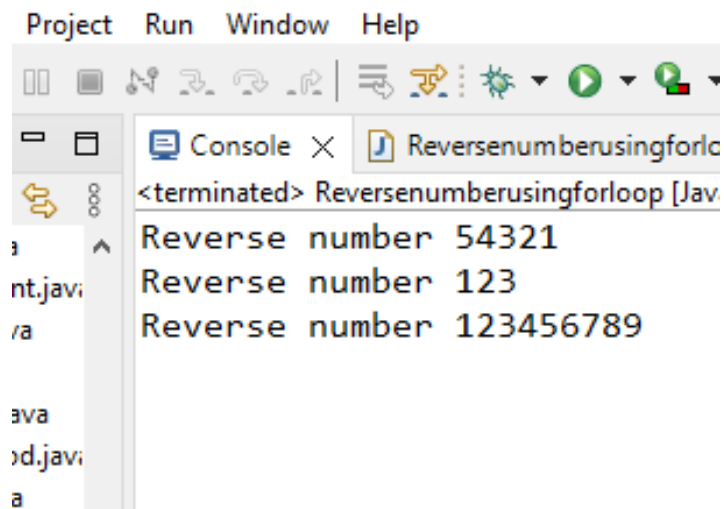 Project Run Window Help
Console Reversenumberusingforlo
<terminated> Reversenumberusingforloop [Jav
Reverse number 54321
nt.java
Reverse number 123
va
Reverse number 123456789
ava
od.java
a